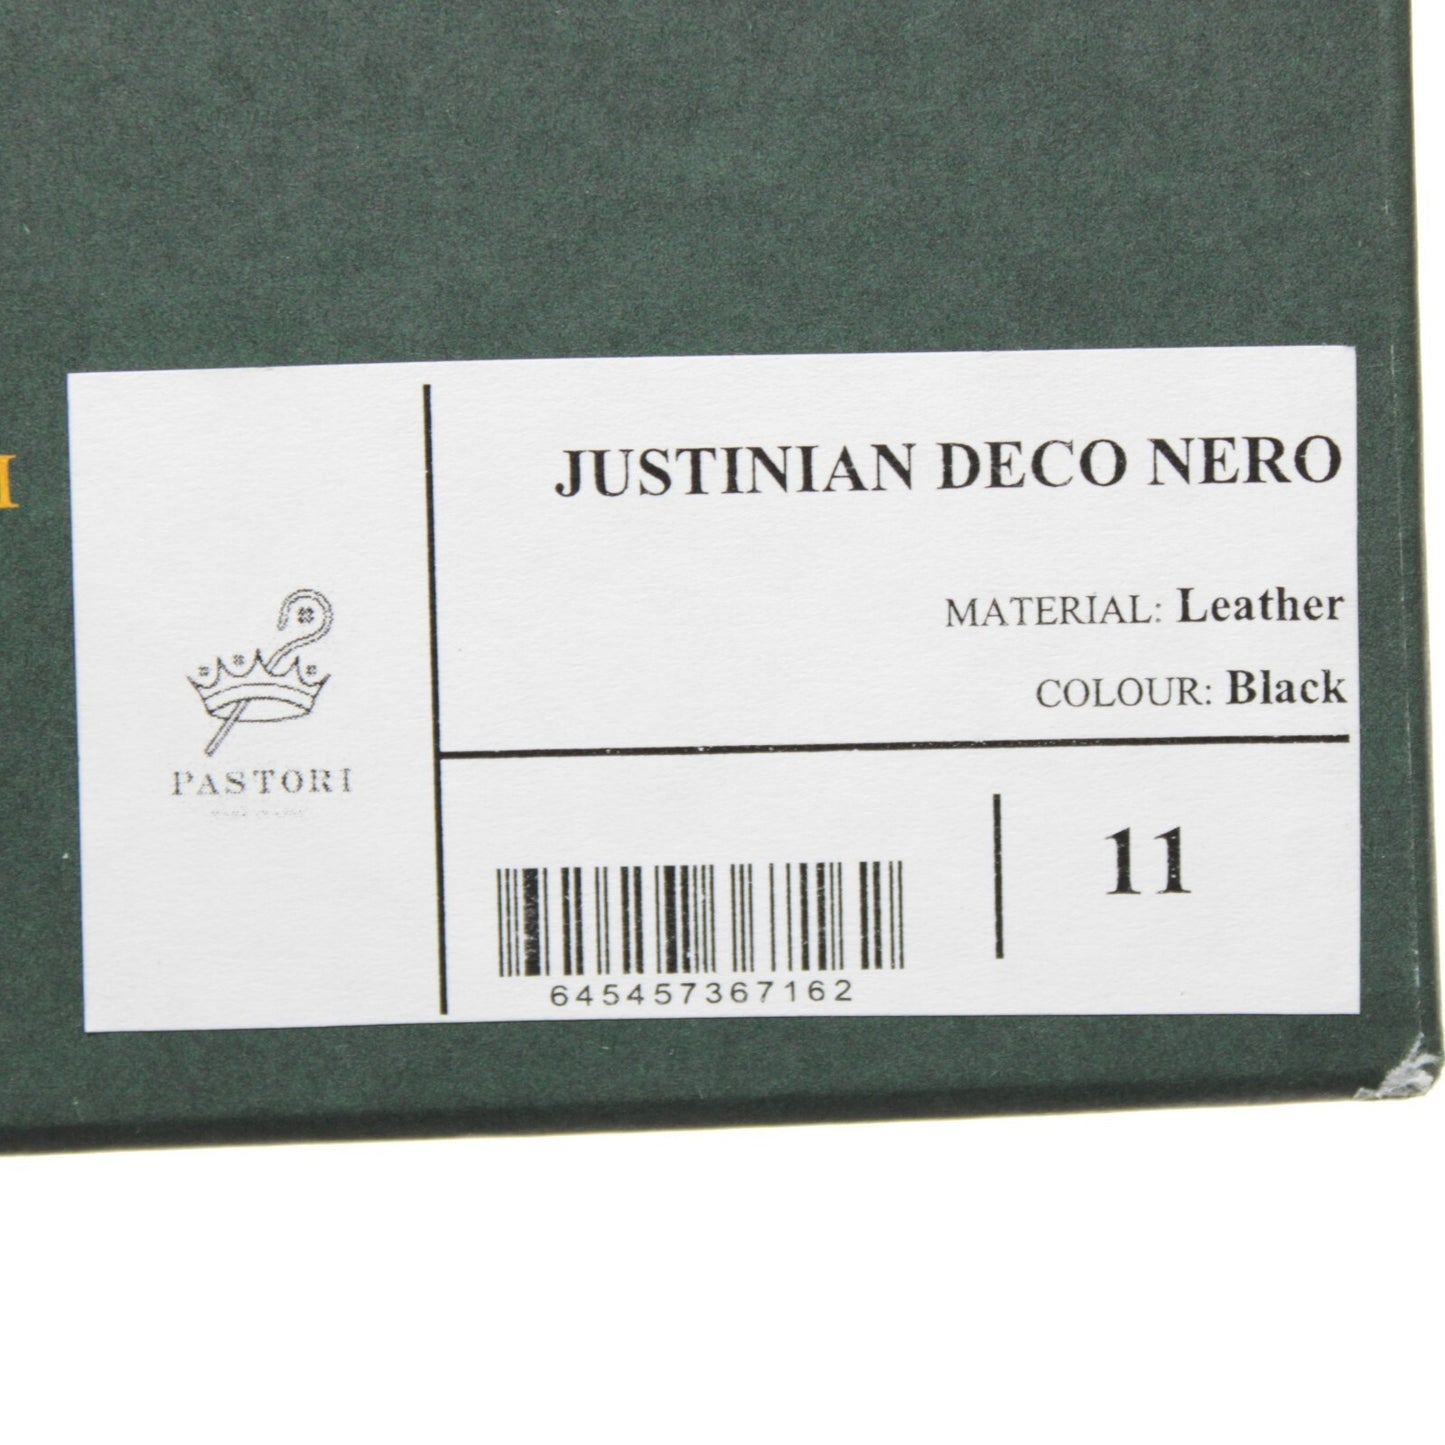 I
JUSTINIAN DECO NERO
MATERIAL: Leather
COLOUR: Black
PASTORI
11
645457367162